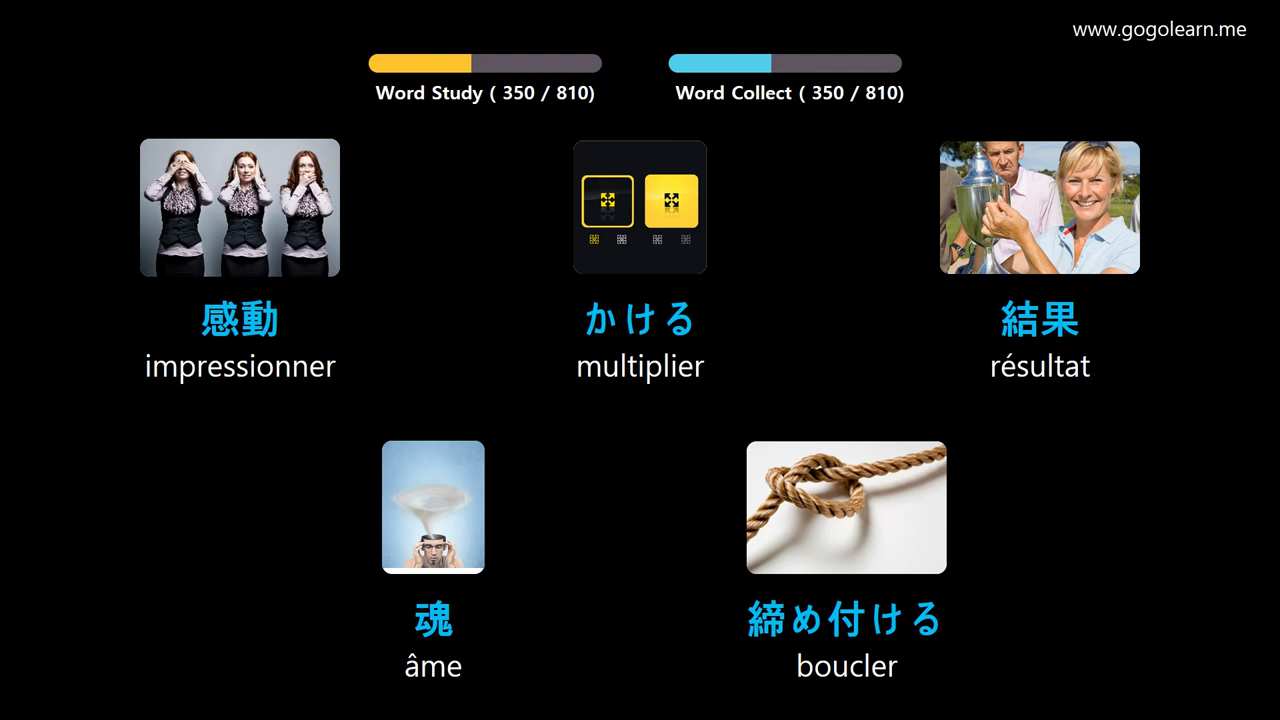 www.gogolearn.me
Word Study ( 350 / 810)
Word Collect ( 350 / 810)
感動
impressionner
かける
multiplier
結果
résultat
魂
âme
締め付ける
boucler